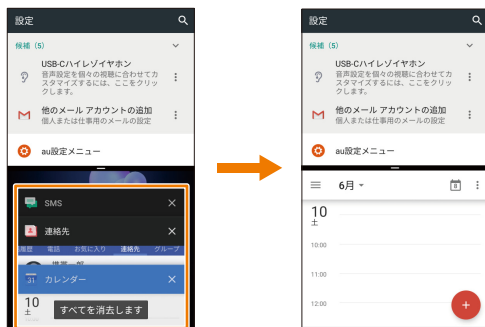 設定
候補 (5)
USB-Cハイレゾイヤホン
音声設定を個々の視聴に合わせてカ
スタマイズするには、ここをクリッ
クします。
他のメール アカウントの追加
個人または仕事用のメールの設定
au設定メニュー
SMS
連絡先
履歴 電話 お気に入り 連絡先 グループ
31 カレンダー
10
土
すべてを消去します
設定
候補 (5)
USB-Cハイレゾイヤホン
音声設定を個々の視聴に合わせてカ
スタマイズするには、ここをクリッ
クします。
他のメール アカウントの追加
個人または仕事用のメールの設定
au設定メニュー
6月
8
10
土
10:00
11:00
12:00